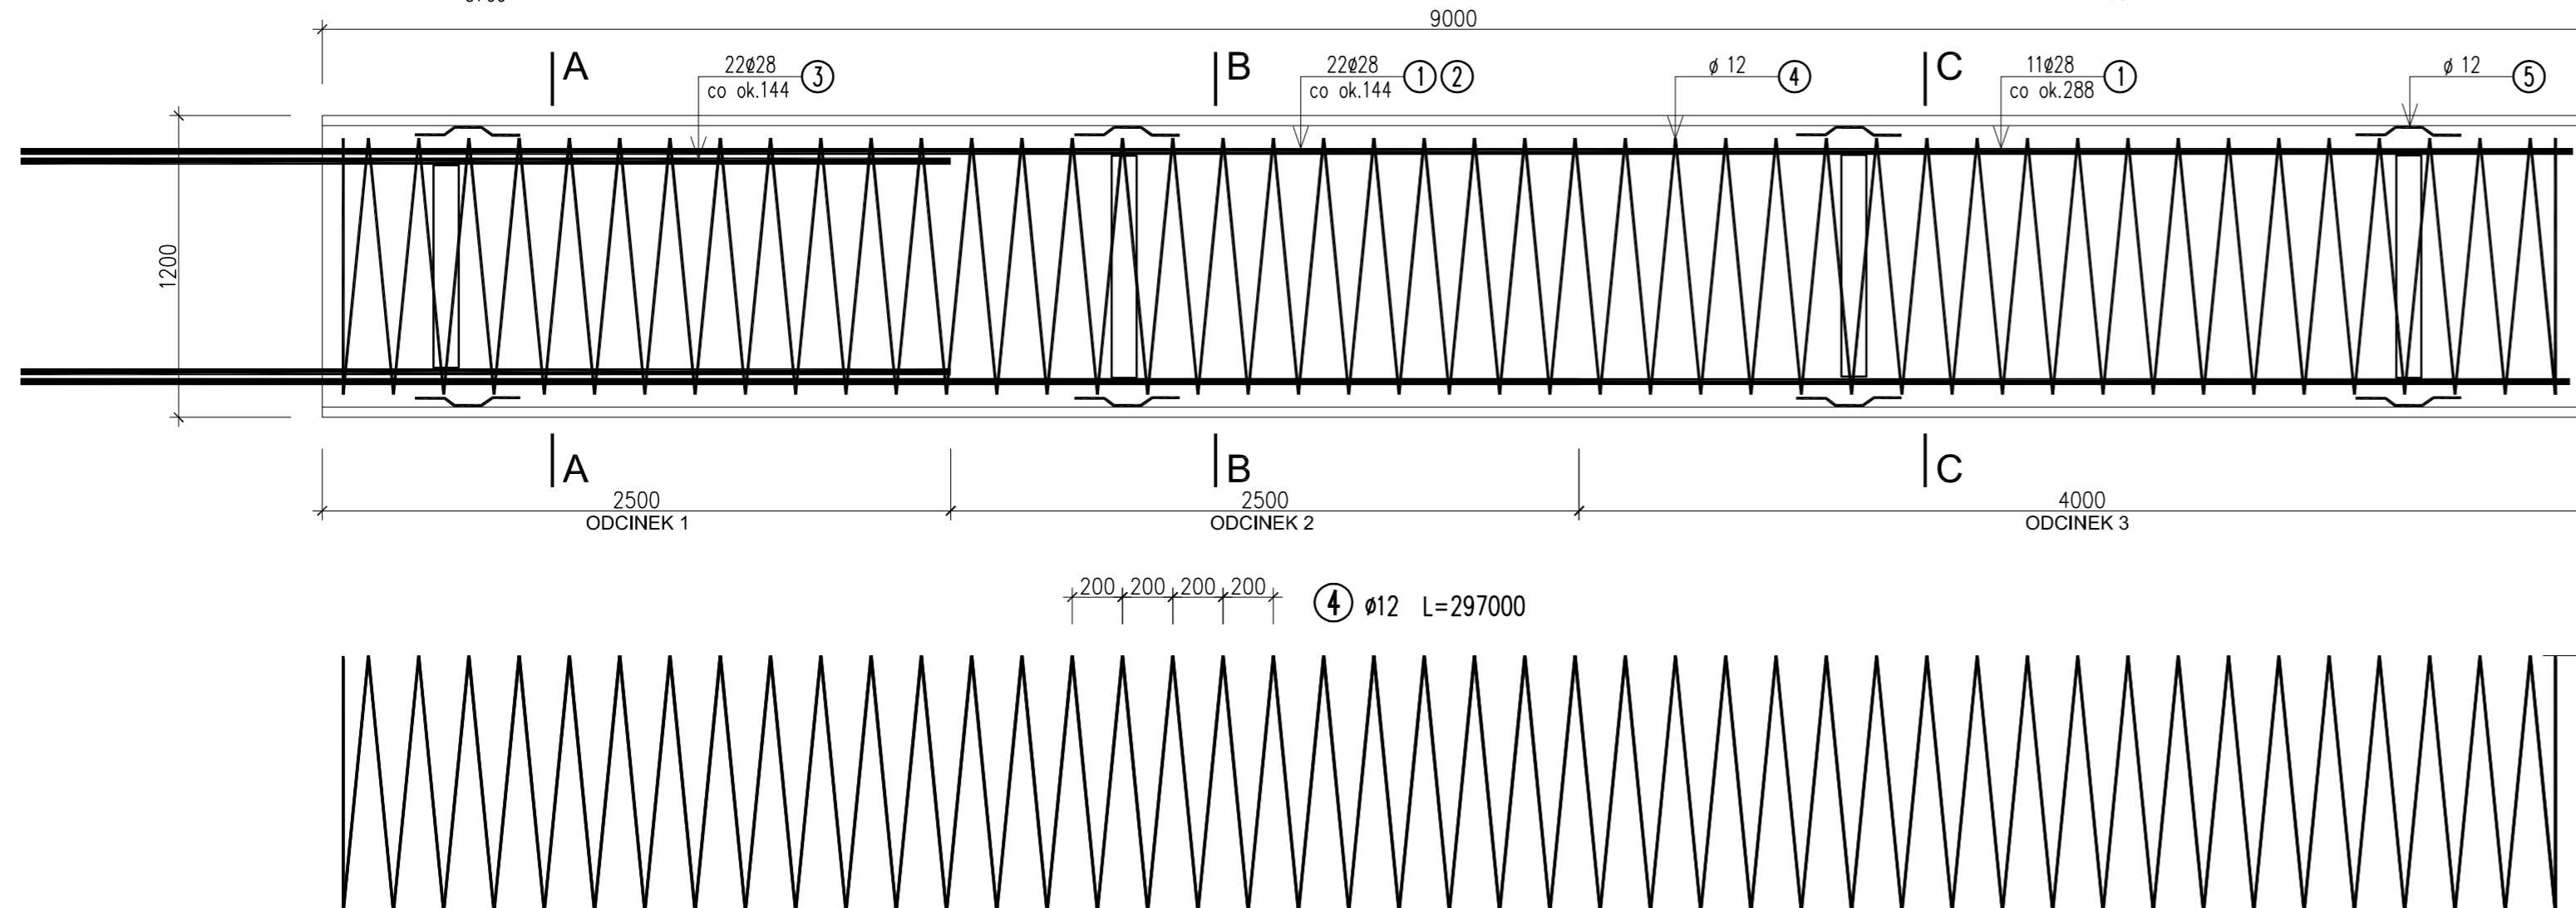 9000
A
22ø28
co ok.144
3
B
22ø28
co ok.144
1 2
ø 12
4
C
11ø28
co ok.288
1
ø 12
5
1200
A
B
C
2500
ODCINEK 1
2500
ODCINEK 2
4000
ODCINEK 3
200 200 200 200
4 ø12 L=297000